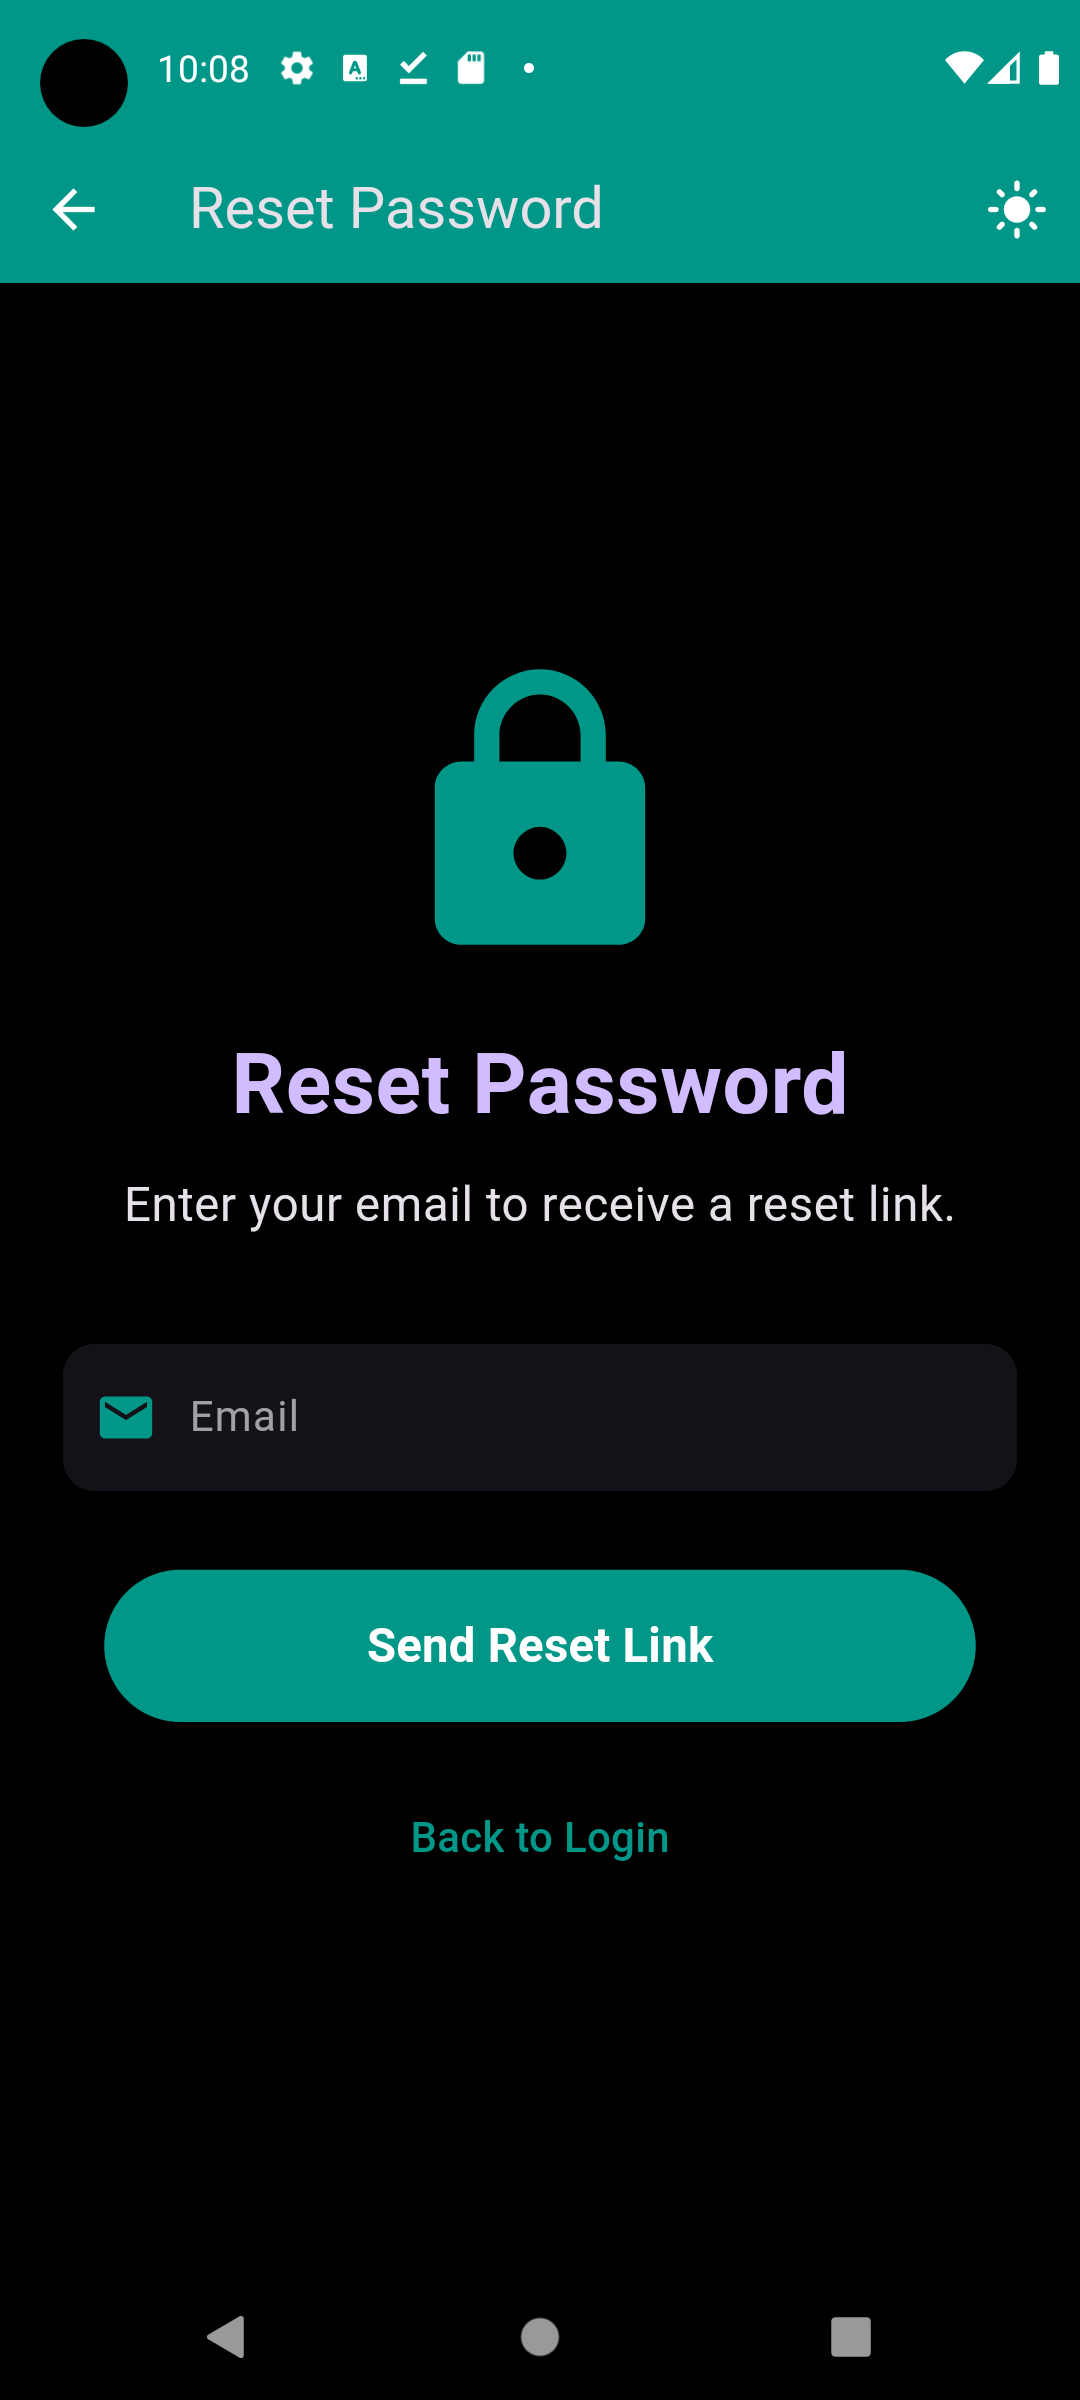 10:08
Reset Password
Reset Password
Enter your email to receive a reset link.
Email
Send Reset Link
Back to Login